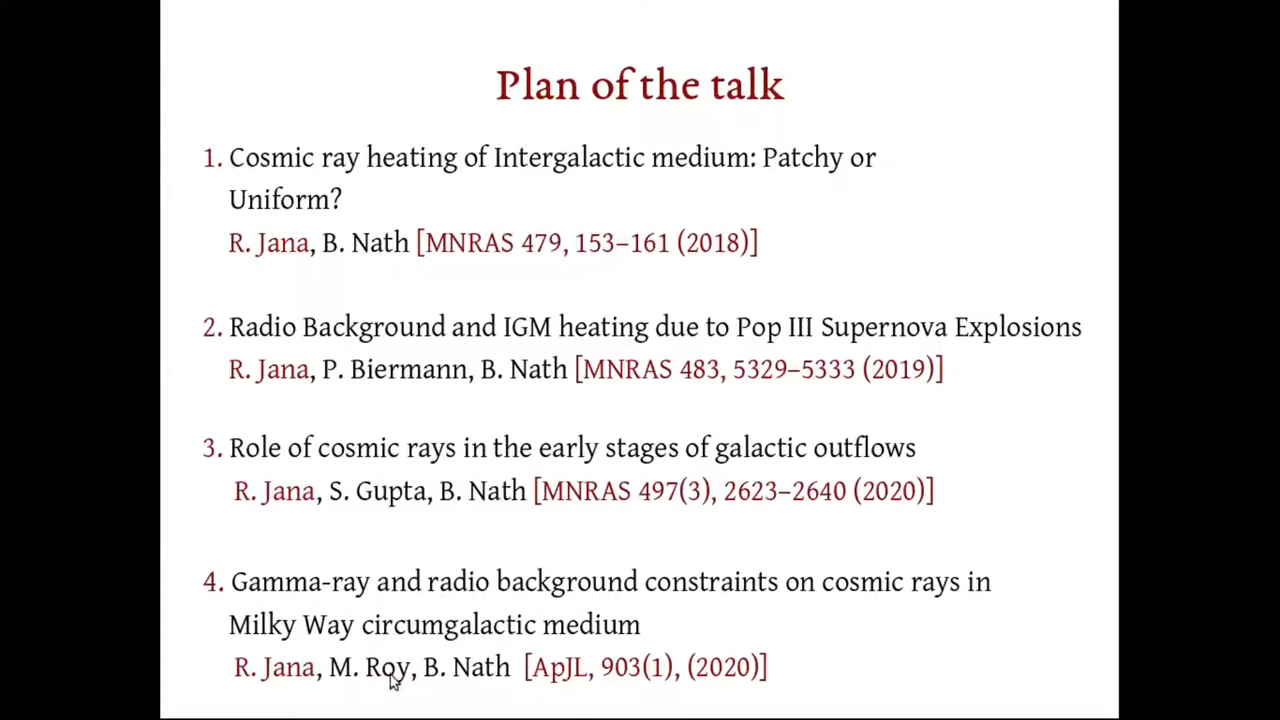 Plan of the talk
1. Cosmic ray heating of Intergalactic medium: Patchy or
Uniform?
R. Jana, B. Nath [MNRAS 479, 153–161 (2018)]
2. Radio Background and IGM heating due to Pop III Supernova Explosions
R. Jana, P. Biermann, B. Nath [MNRAS 483, 5329–5333 (2019)]
3. Role of cosmic rays in the early stages of galactic outflows
R. Jana, S. Gupta, B. Nath [MNRAS 497(3), 2623–2640 (2020)]
4. Gamma-ray and radio background constraints on cosmic rays in
Milky Way circumgalactic medium
R. Jana, M. Roy, B. Nath [ApJL, 903(1), (2020)]